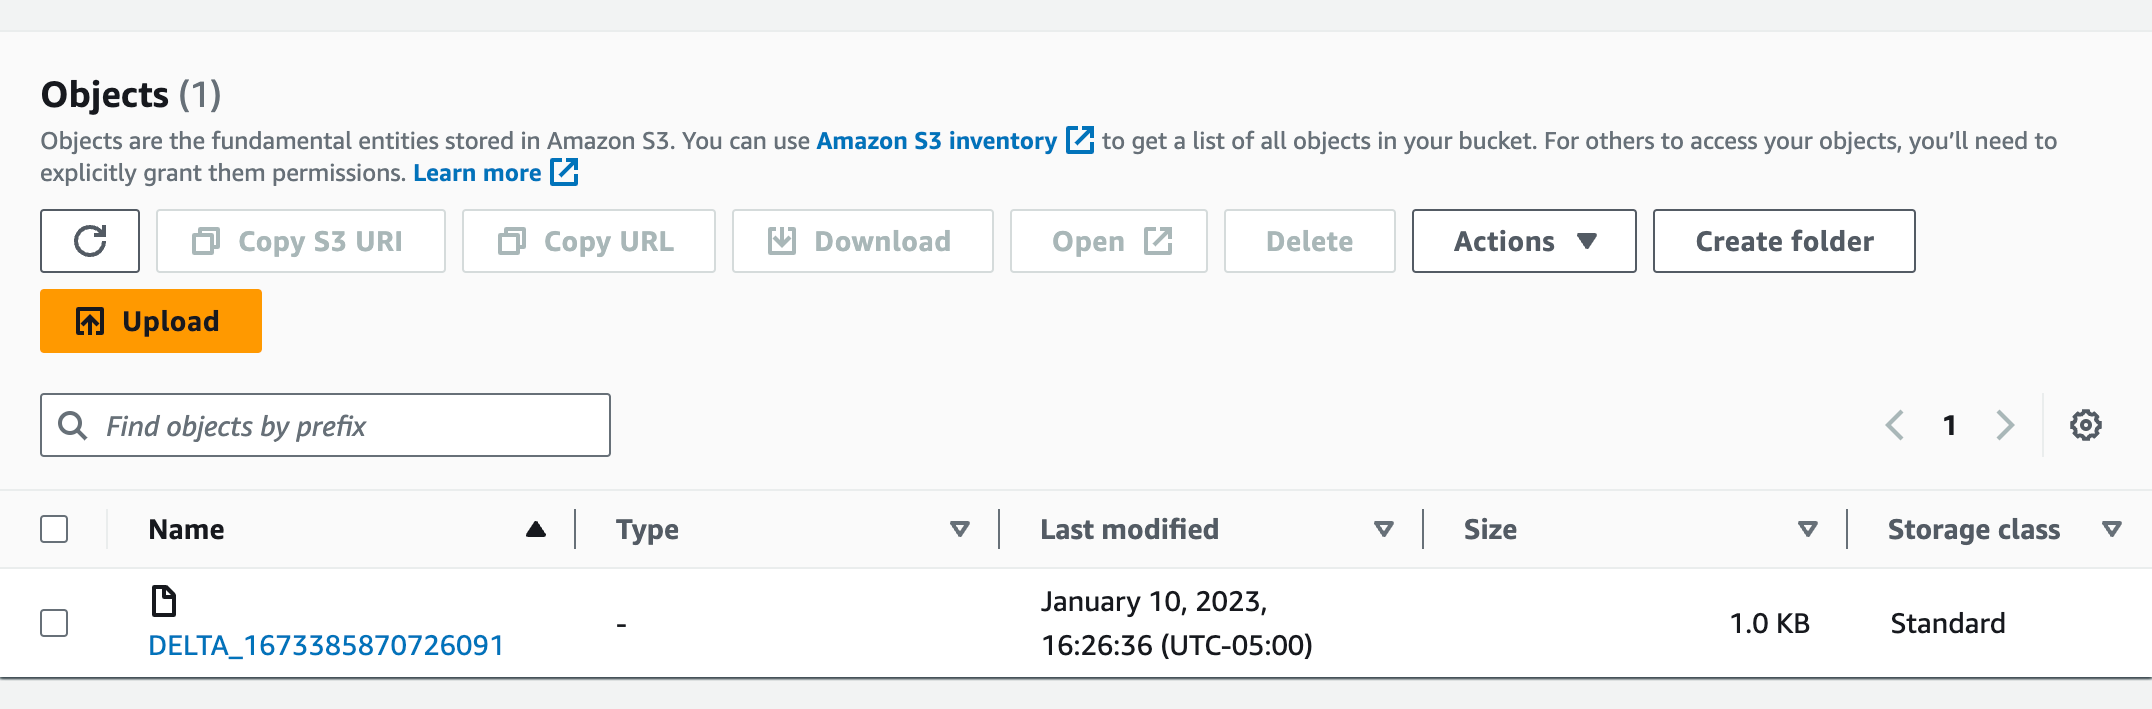 Objects (1)
Objects are the fundamental entities stored in Amazon S3. You can use Amazon S3 inventory to get a list of all objects in your bucket. For others to access your objects, you’ll need to
explicitly grant them permissions. Learn more
Copy S3 URI Copy URL Download Open Delete Actions Create folder
Upload
Find objects by prefix 1
Name Type Last modified Size Storage class
January 10, 2023,
- 1.0 KB Standard
DELTA_1673385870726091 16:26:36 (UTC-05:00)